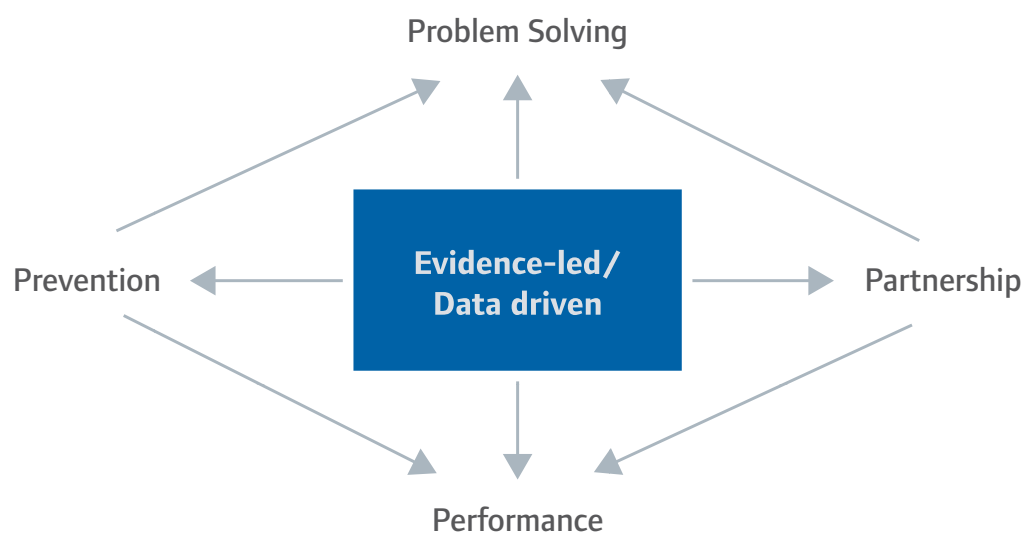 Problem Solving
Prevention
Evidence-led/
Data driven
Partnership
Performance